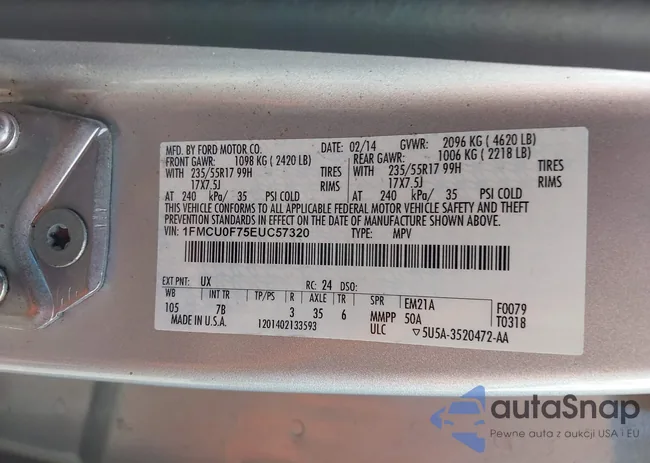 MFD. BY FORD MOTOR CO. DATE: 02/14 GVWR: 2096 KG ( 4620 LB)
FRONT GAWR: 1098 KG ( 2420 LB) REAR GAWR: 1006 KG ( 2218 LB)
WITH 235/55R17 99H TIRES WITH 235/55R17 99H TIRES
17X7.5J RIMS 17X7.5J RIMS
AT 240 kPa/ 35 PSI COLD AT 240 kPa/ 35 PSI COLD
THIS VEHICLE CONFORMS TO ALL APPLICABLE FEDERAL MOTOR VEHICLE SAFETY AND THEFT
PREVENTION STANDARDS IN EFFECT ON THE DATE OF MANUFACTURE SHOWN ABOVE.
VIN: 1FMCU0F75EUC57320 TYPE: MPV
EXT PNT: UX RC: 24 DSO:
WB INT TR TP/PS R AXLE TR SPR EM21A F0079
105 7B 3 35 6 MMPP 50A T0318
MADE IN U.S.A. 1201402133593 ULC ▽5U5A-3520472-AA
autaSnap
Pewne auta z aukcji USA i EU